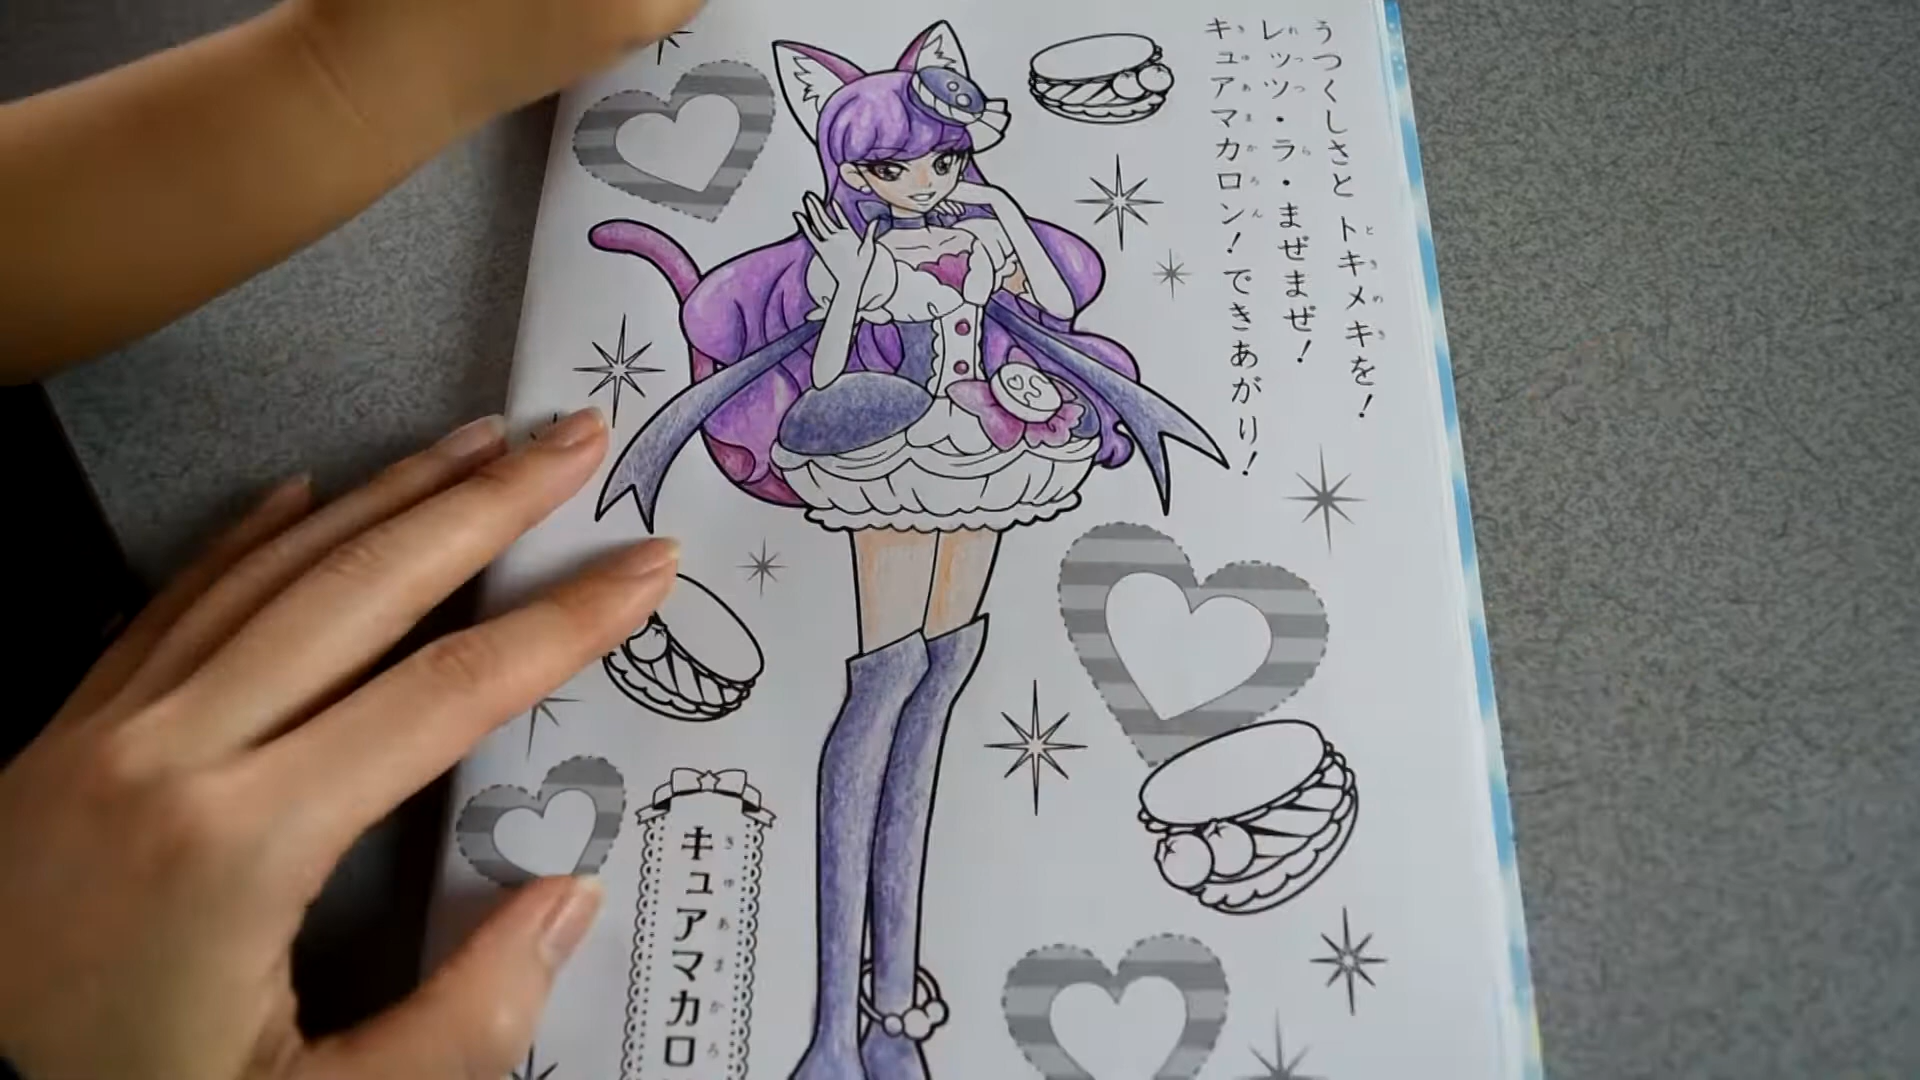 うつくしさと トキメキを!
レッツ・ラ・まぜまぜ!
キュアマカロン!できあがり!
キュアマカロ